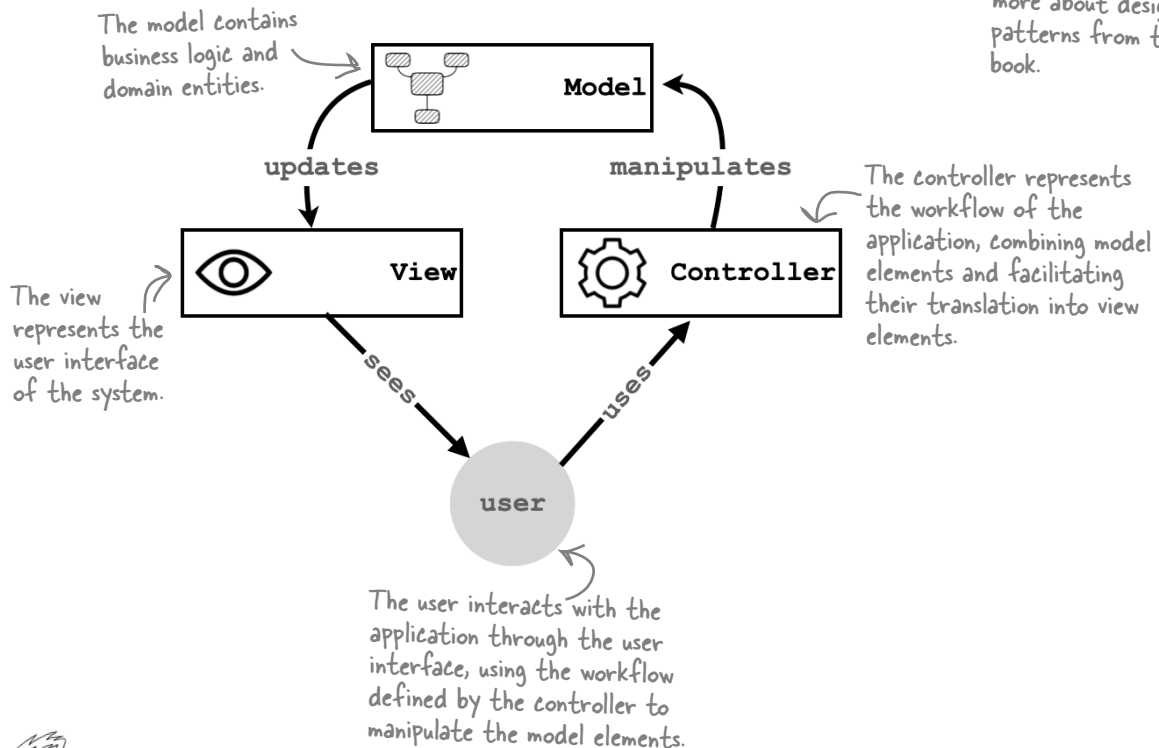 The model contains
business logic and
domain entities.
more about
patterns from
book.
Model
updates
manipulates
The controller represents
the workflow of the
application, combining model
elements and facilitating
their translation into view
elements.
View
Controller
The view
represents the
user interface
of the system.
sees
uses
user
The user interacts with the
application through the user
interface, using the workflow
defined by the controller to
manipulate the model elements.